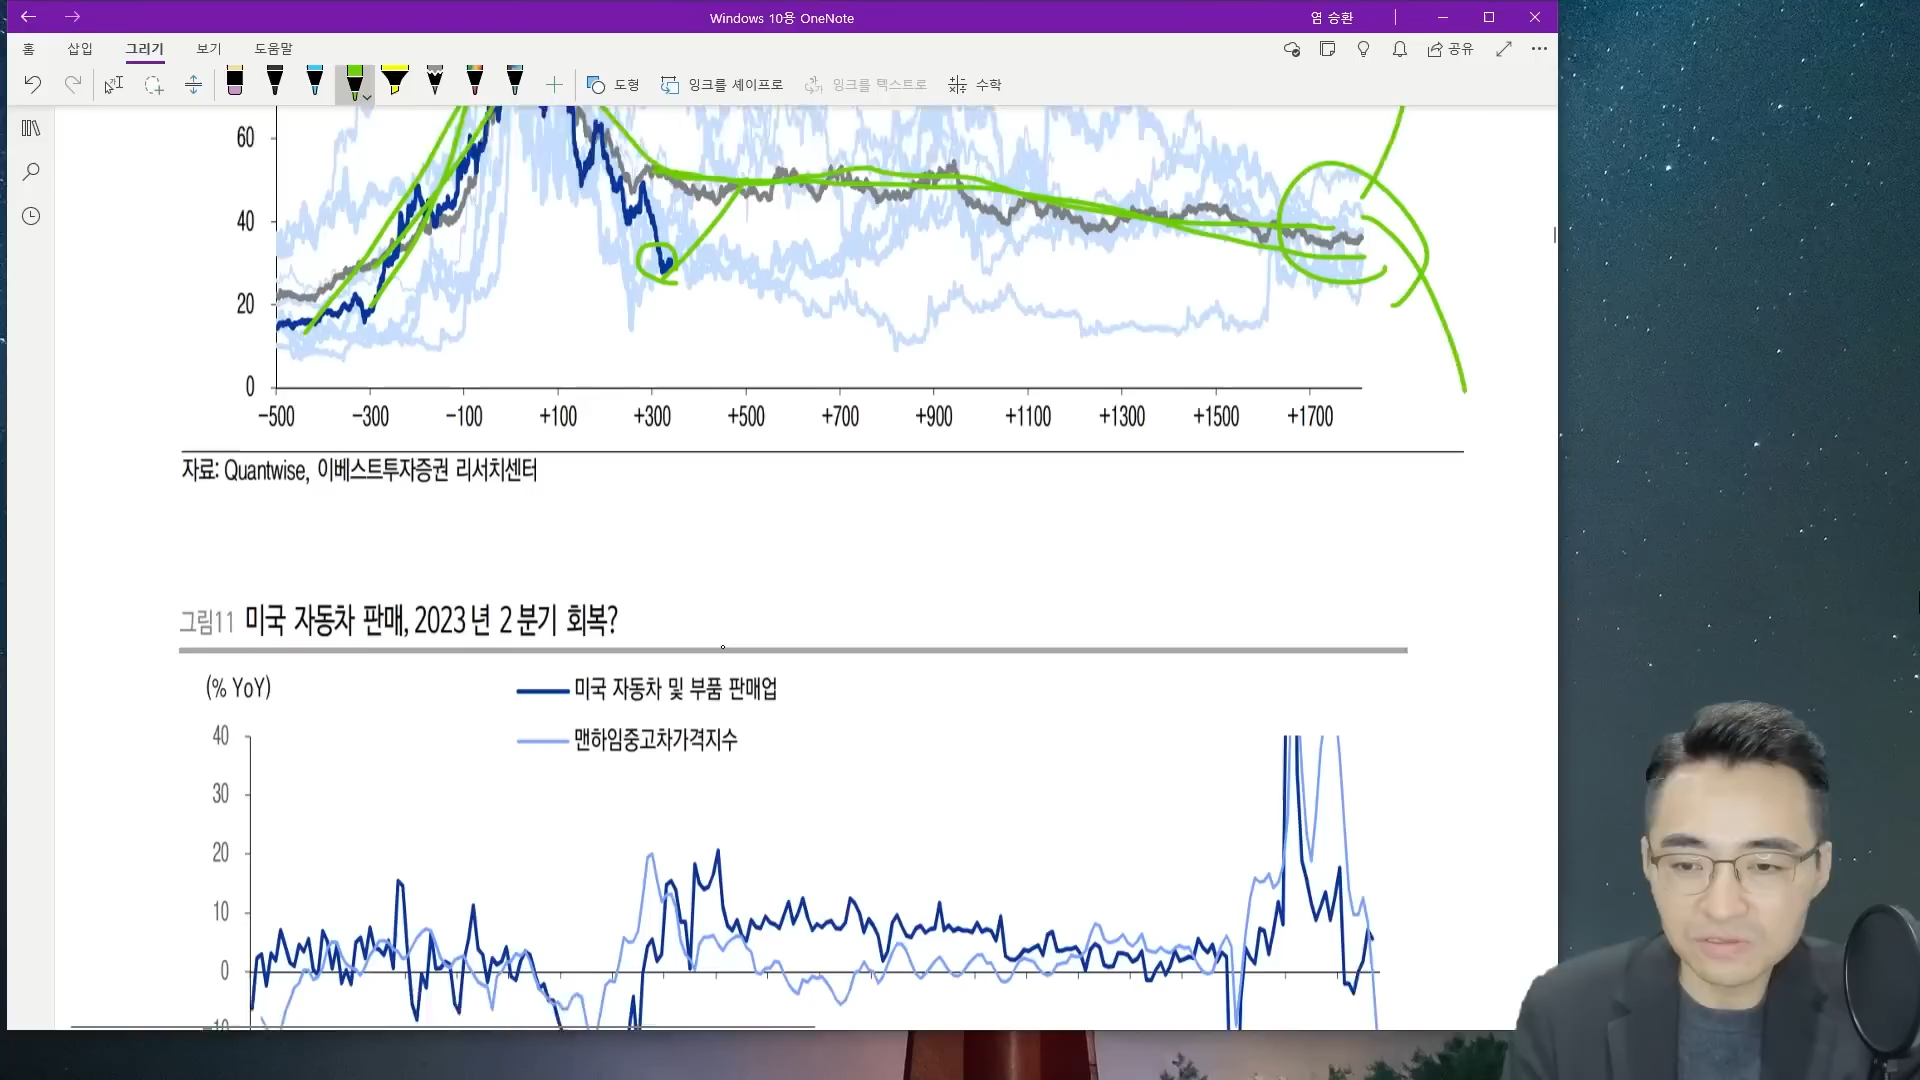 Windows 10용 OneNote
염 승환
홈 삽입 그리기 보기 도움말
공유
도형 잉크를 셰이프로 잉크를 텍스트로 수학
60
40
20
0
-500 -300 -100 +100 +300 +500 +700 +900 +1100 +1300 +1500 +1700
자료: Quantwise, 이베스트투자증권 리서치센터
그림11 미국 자동차 판매, 2023년 2분기 회복?
(% YoY)
미국 자동차 및 부품 판매업
맨하임중고차가격지수
40
30
20
10
0
-10